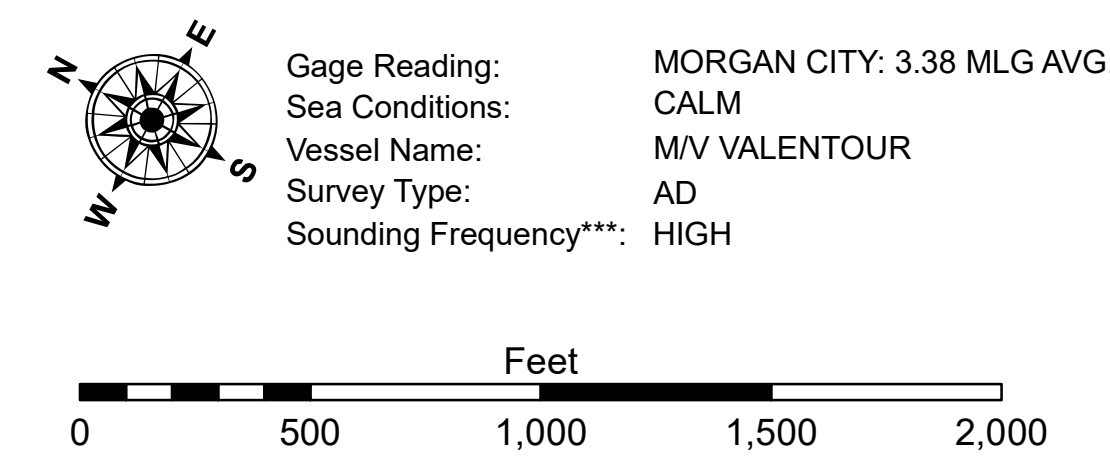 N
E
S
W
Gage Reading: MORGAN CITY: 3.38 MLG AVG.
Sea Conditions: CALM
Vessel Name: M/V VALENTOUR
Survey Type: AD
Sounding Frequency***: HIGH
Feet
0 500 1,000 1,500 2,000